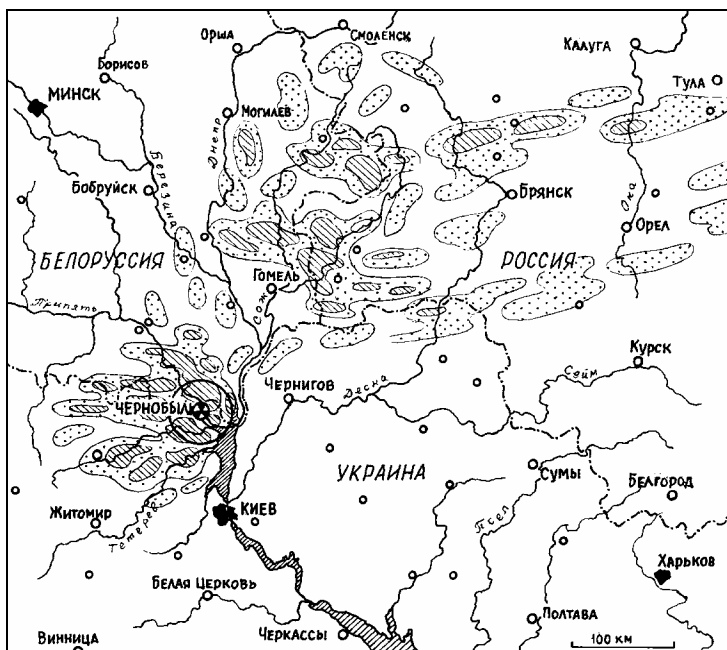 Орша
Смоленск
Калуга
Борисов
Тула
Минск
Могилев
Днепр
Березина
Бобруйск
Брянск
Ока
Орел
БЕЛОРУССИЯ
РОССИЯ
Гомель
Сож
Припять
Курск
Сейм
Чернигов
Десна
ЧЕРНОБЫЛЬ
УКРАИНА
Сумы
Белгород
Житомир
Тетерев
Киев
Псел
Харьков
Белая Церковь
Полтава
Черкассы
Винница
100 км